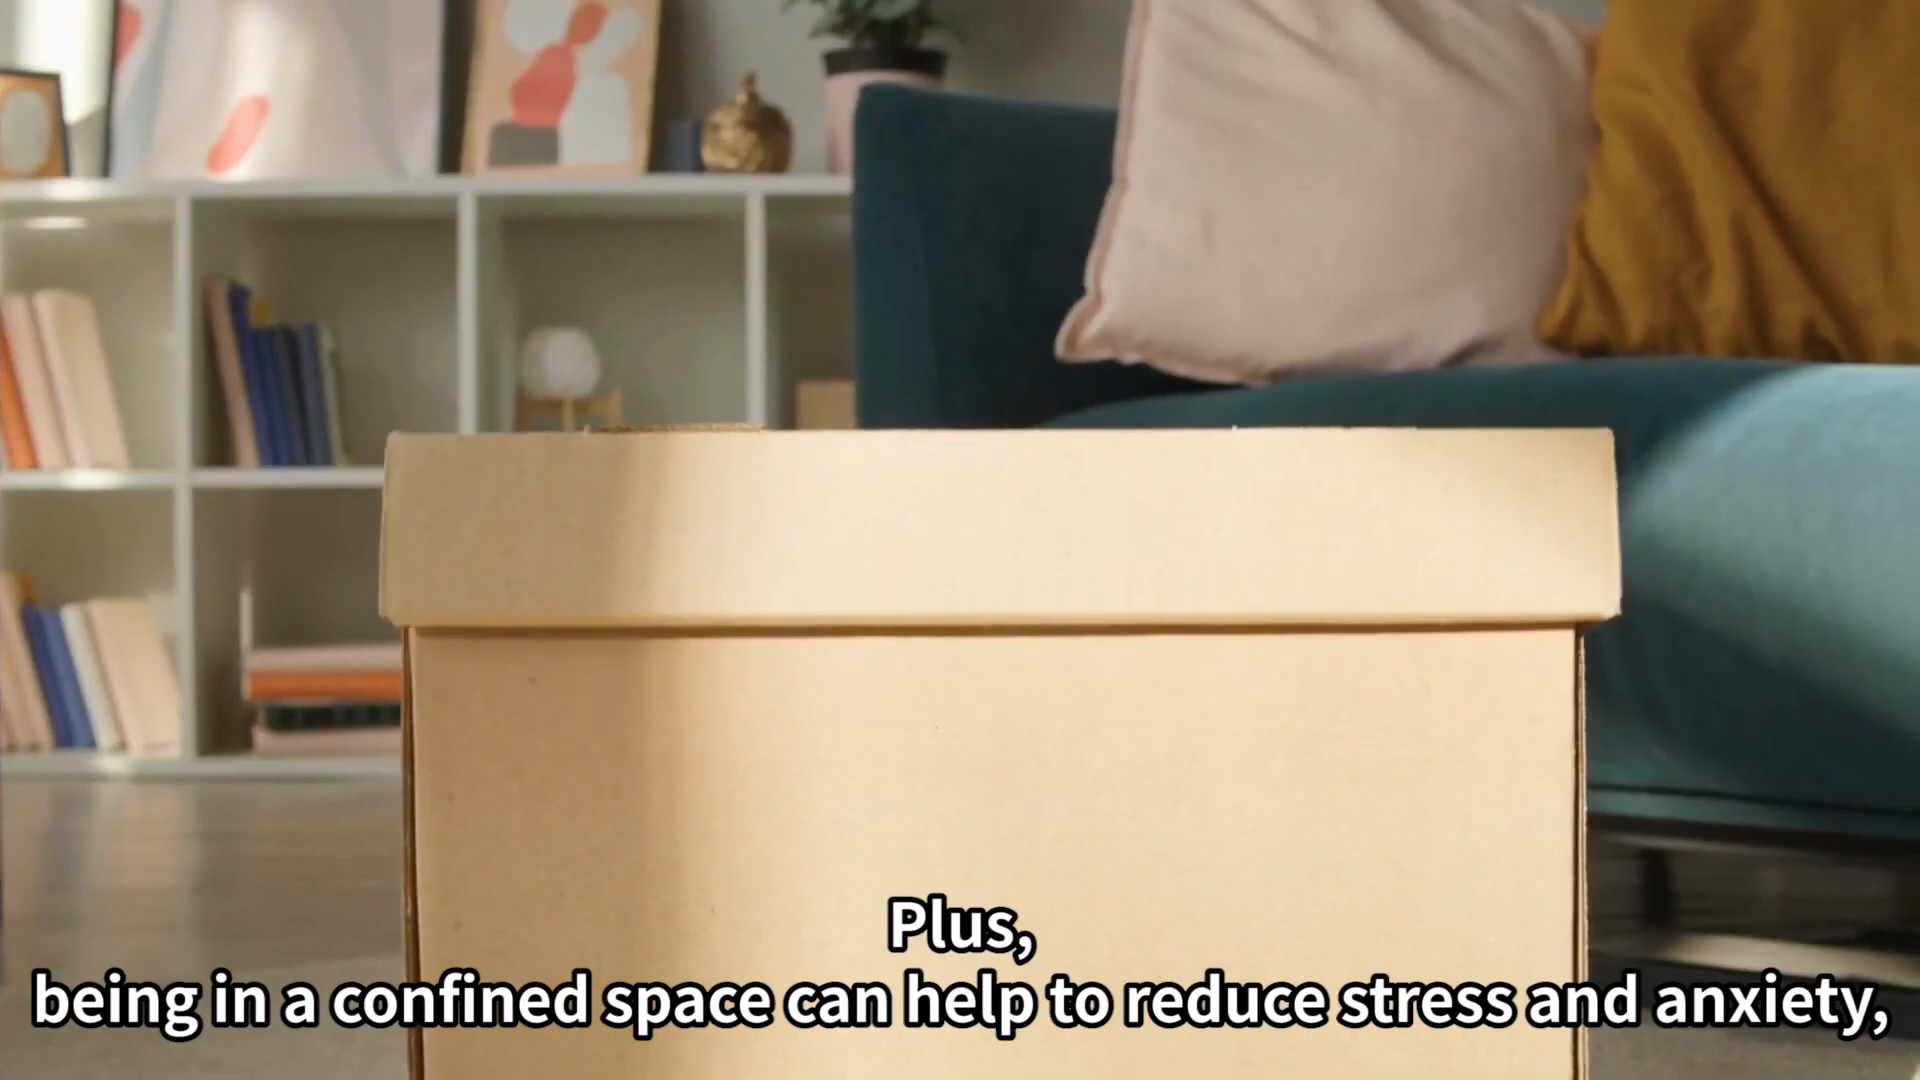 Plus,
being in a confined space can help to reduce stress and anxiety,